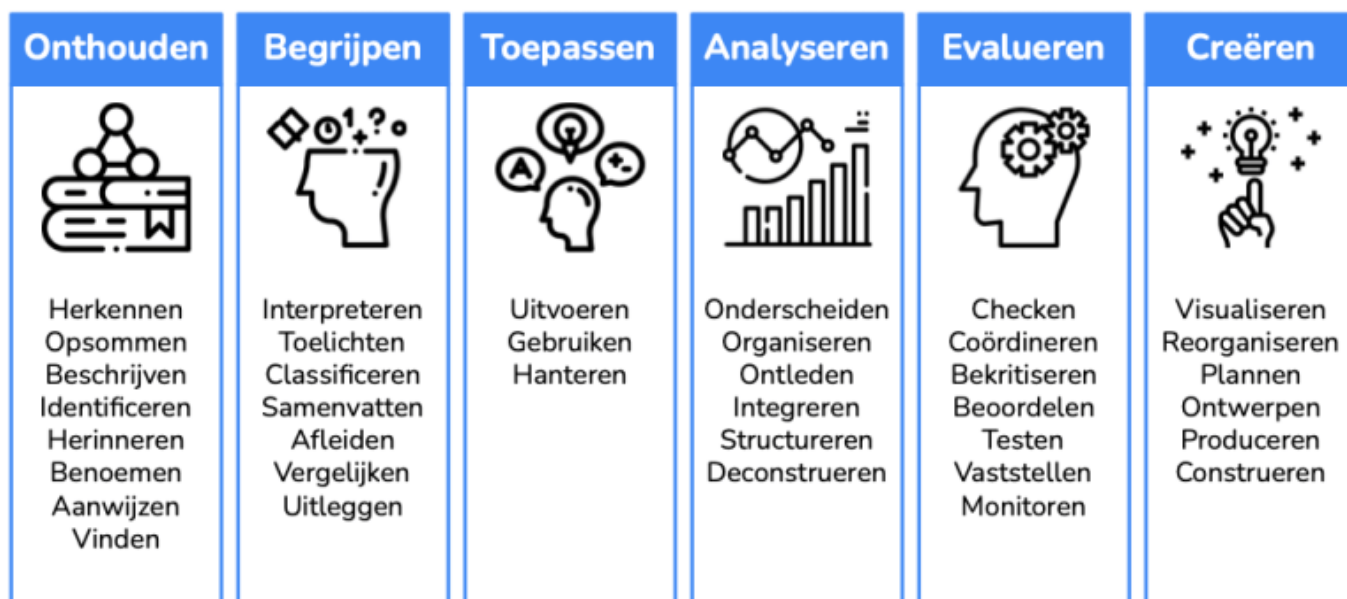 Onthouden
Herkennen
Opsommen
Beschrijven
Identificeren
Herinneren
Benoemen
Aanwijzen
Vinden
Begrijpen
1
?
+
Interpreteren
Toelichten
Classificeren
Samenvatten
Afleiden
Vergelijken
Uitleggen
Toepassen
A
+-
Uitvoeren
Gebruiken
Hanteren
Analyseren
Onderscheiden
Organiseren
Ontleden
Integreren
Structureren
Deconstrueren
Evalueren
Checken
Coördineren
Bekritiseren
Beoordelen
Testen
Vaststellen
Monitoren
Creëren
Visualiseren
Reorganiseren
Plannen
Ontwerpen
Produceren
Construeren